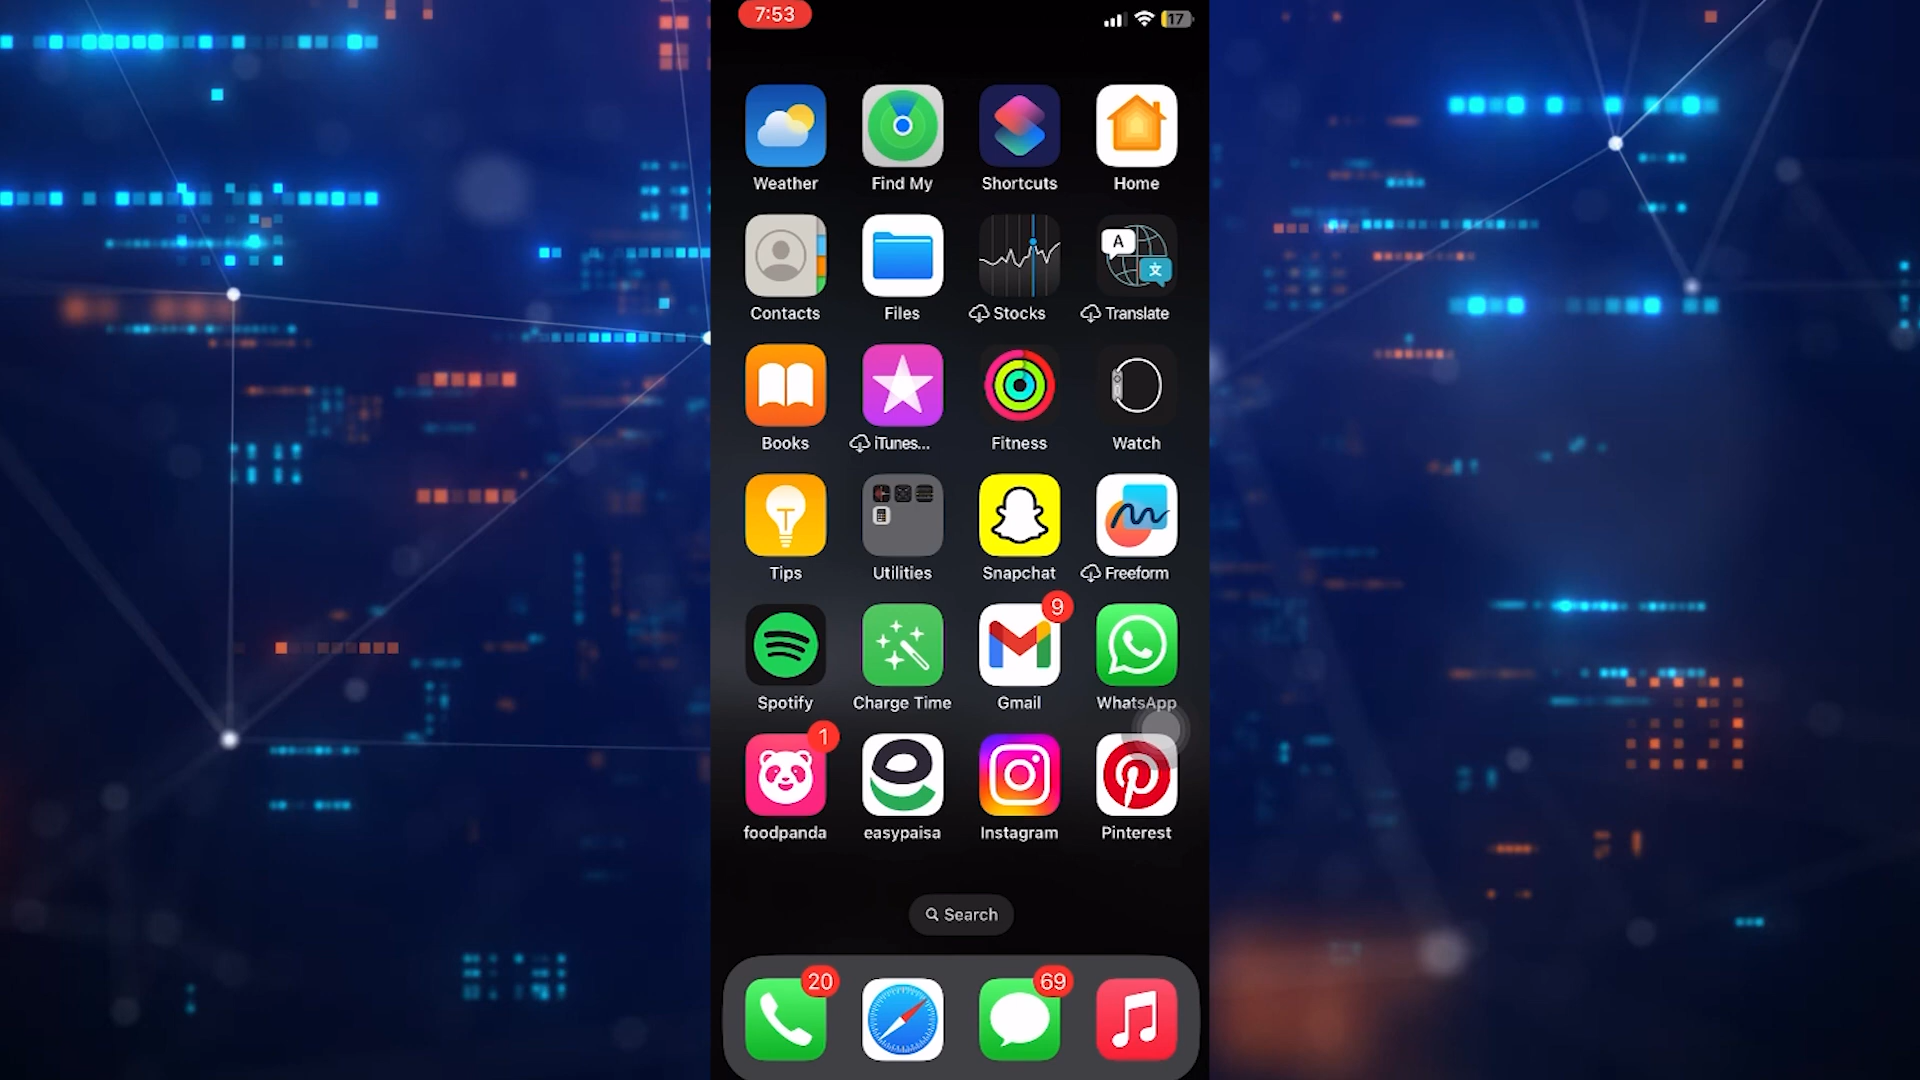 7:53
17
Weather Find My Shortcuts Home
A
文
Contacts Files Stocks Translate
Books iTunes... Fitness Watch
T
Tips Utilities Snapchat Freeform
9
Spotify Charge Time Gmail WhatsApp
1
foodpanda easypaisa Instagram Pinterest
Search
20 69